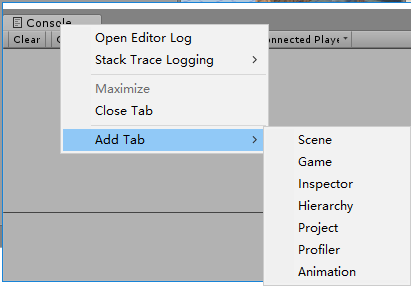 Console
Clear
onnected Playe
Open Editor Log
Stack Trace Logging
Maximize
Close Tab
Add Tab
Scene
Game
Inspector
Hierarchy
Project
Profiler
Animation